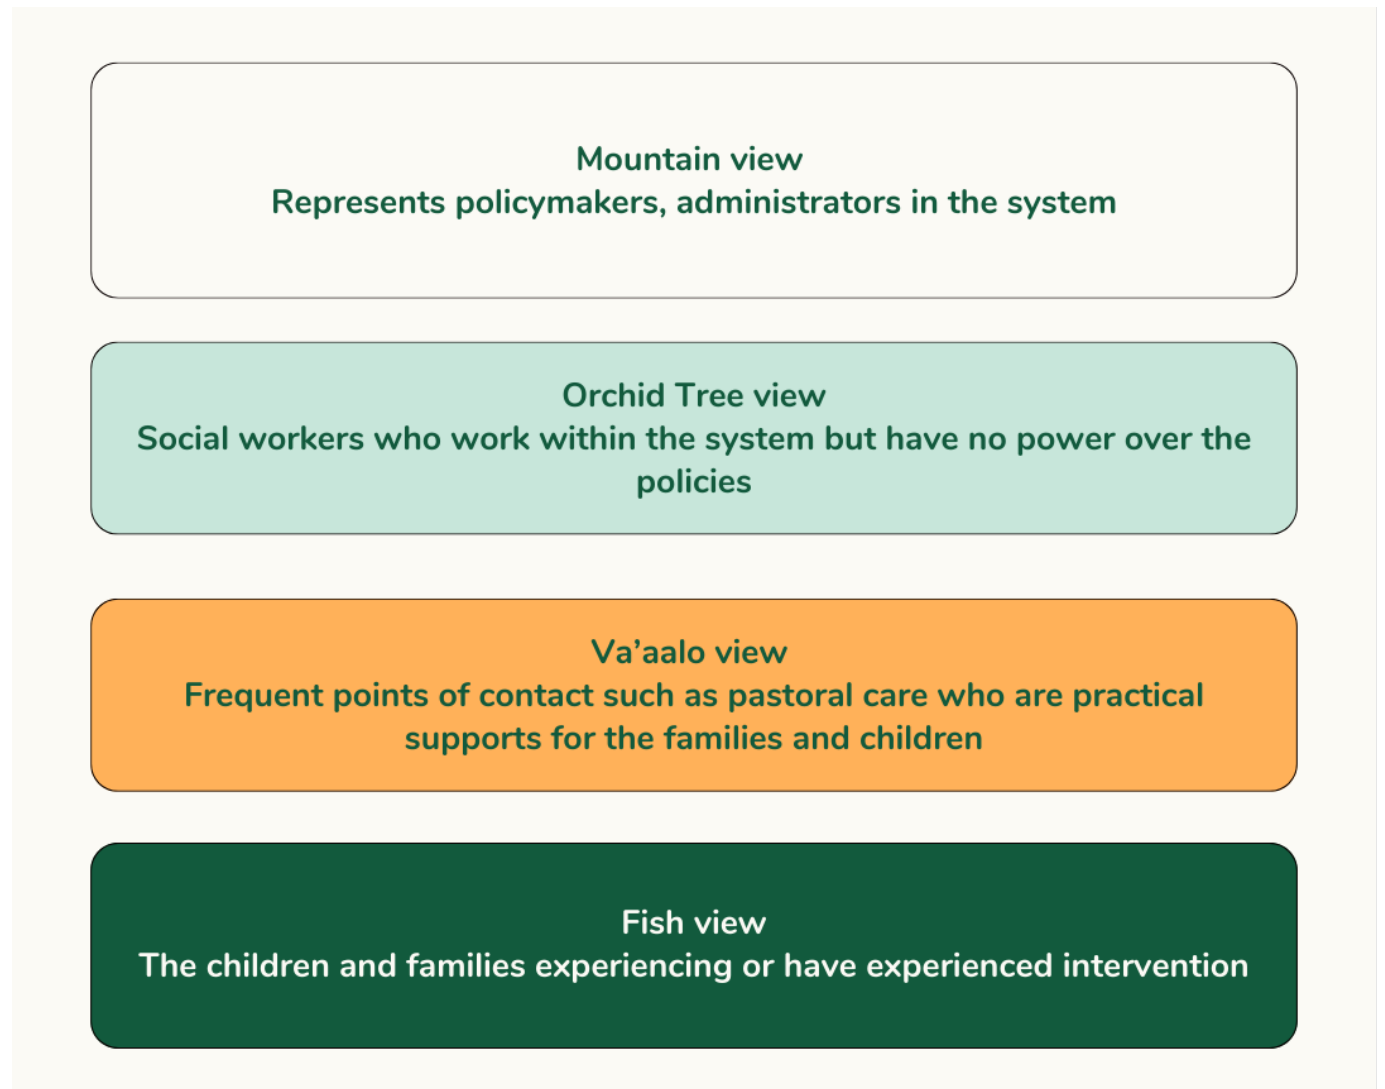 Mountain view
Represents policymakers, administrators in the system
Orchid Tree view
Social workers who work within the system but have no power over the
policies
Va’aalo view
Frequent points of contact such as pastoral care who are practical
supports for the families and children
Fish view
The children and families experiencing or have experienced intervention